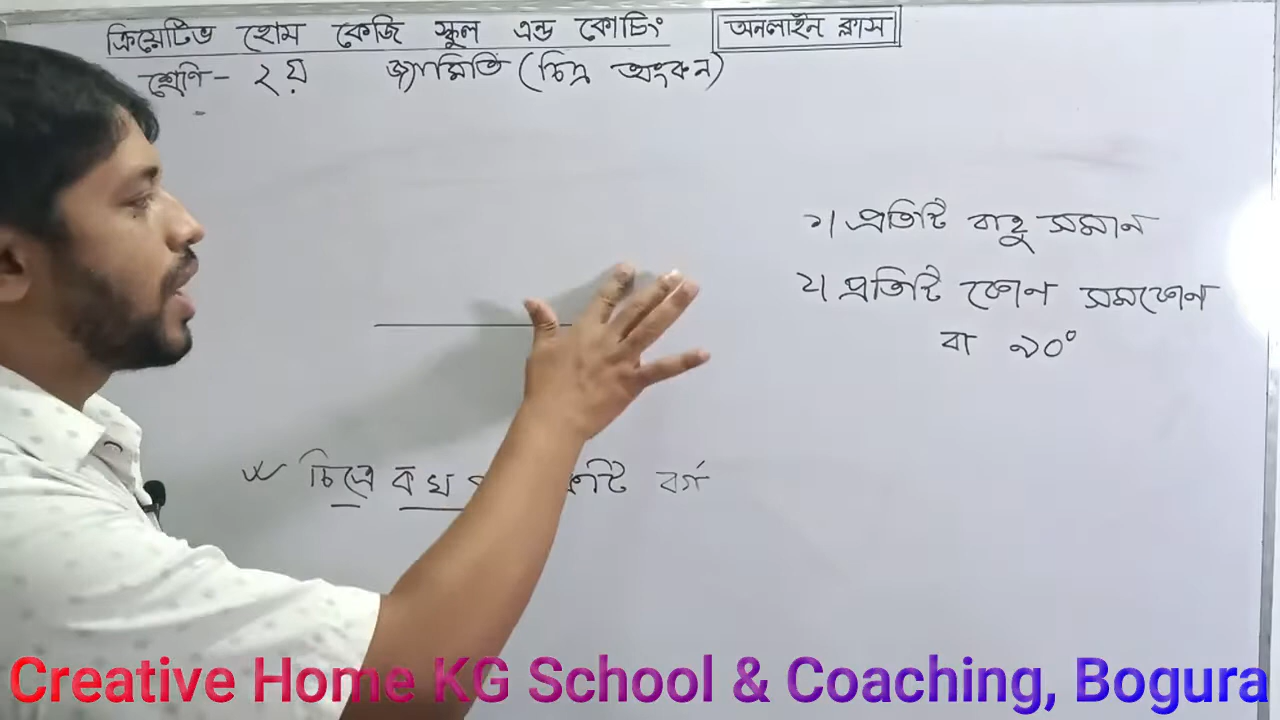 ক্রিয়েটিভ হোম কেজি স্কুল এন্ড কোচিং
অনলাইন ক্লাস
শ্রেণি - ২য় জ্যামিতি (চিত্র অংকন)
১। প্রতিটি বাহু সমান
২। প্রতিটি কোন সমকোন
বা ৯০°
চিত্রে ক খ বর্গ
Creative Home KG School & Coaching, Bogura